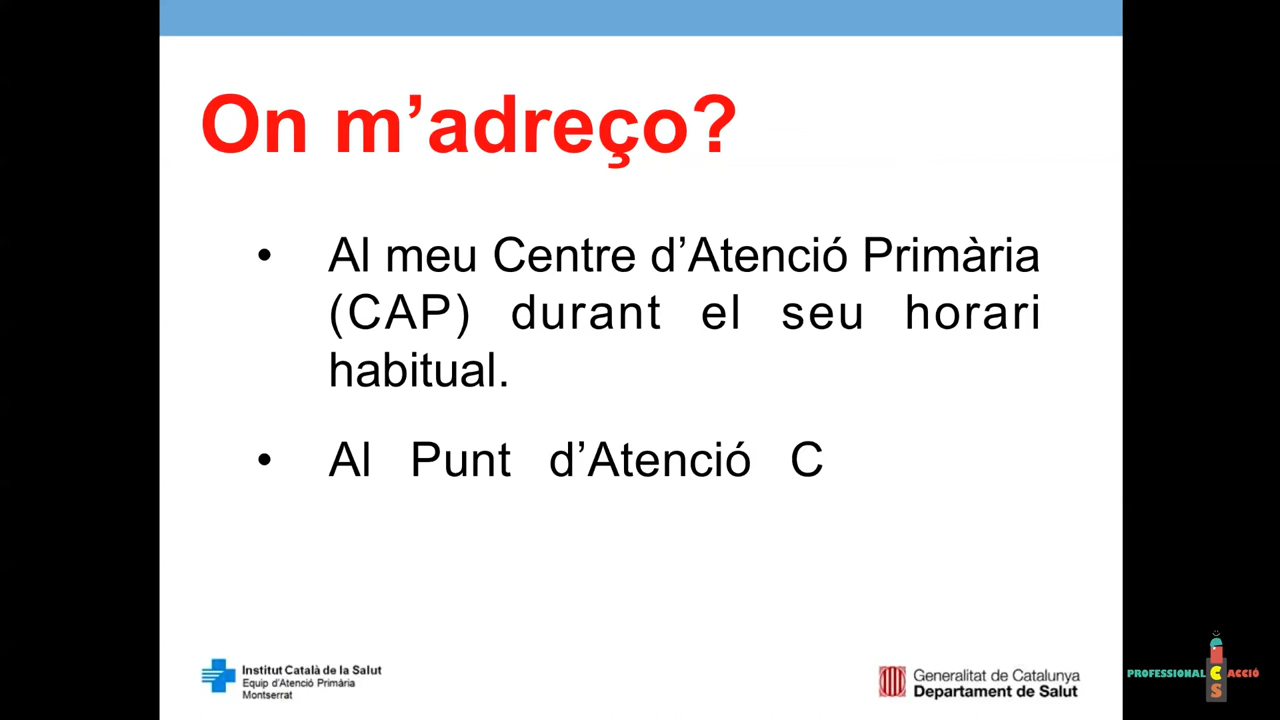 On m’adreço?
• Al meu Centre d’Atenció Primària
(CAP) durant el seu horari
habitual.
• Al Punt d’Atenció C
Institut Català de la Salut
Equip d’Atenció Primària
Montserrat
Generalitat de Catalunya
Departament de Salut
PROFESSIONAL ICS ACCIÓ